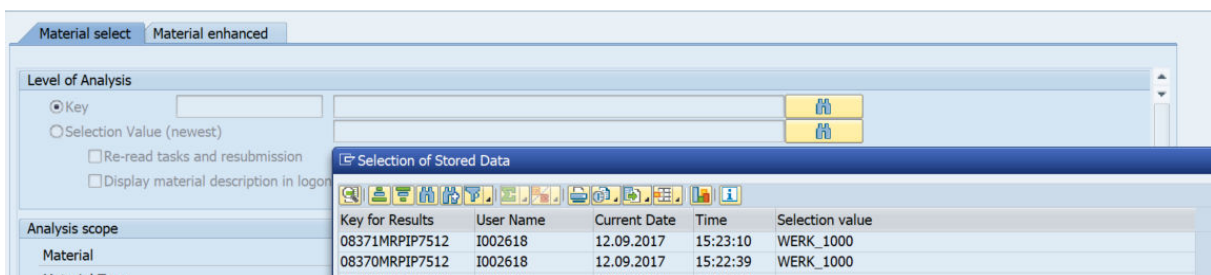 Material select Material enhanced
Level of Analysis
Key
Selection Value (newest)
Re-read tasks and resubmission
Display material description in logon
Selection of Stored Data
Key for Results User Name Current Date Time Selection value
08371MRPIP7512 I002618 12.09.2017 15:23:10 WERK_1000
08370MRPIP7512 I002618 12.09.2017 15:22:39 WERK_1000
Analysis scope
Material